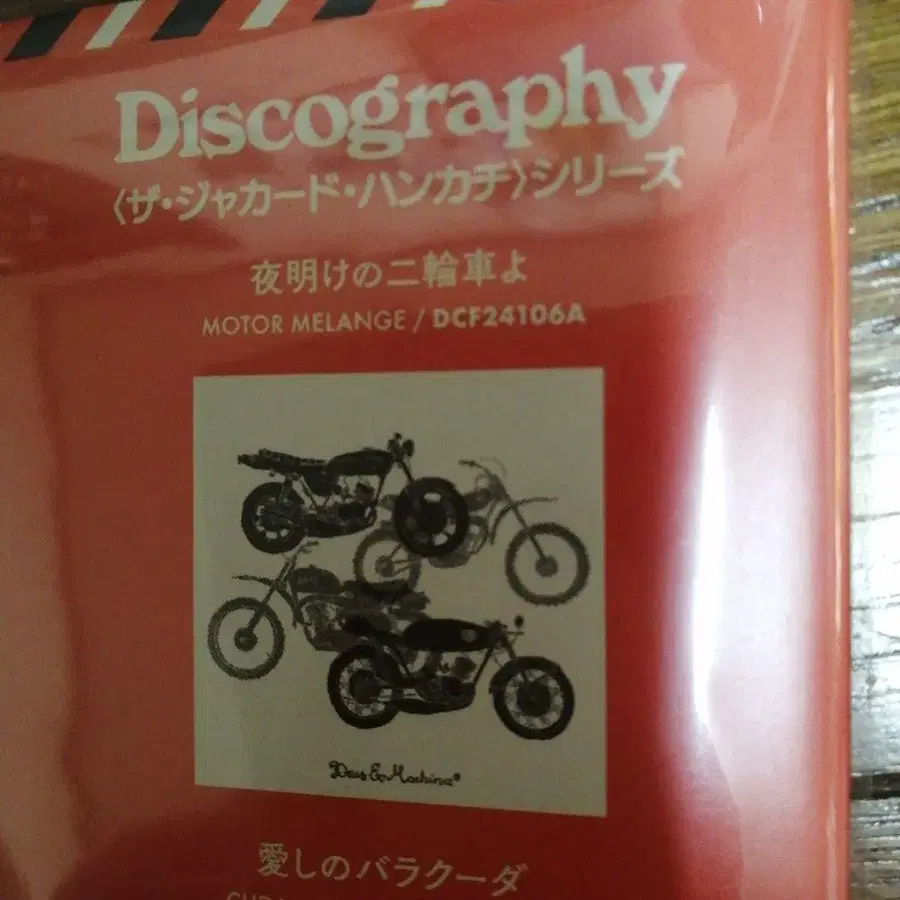 Discography
〈ザ・ジャカード・ハンカチ〉シリーズ
夜明けの二輪車よ
MOTOR MELANGE / DCF24106A
Deus Ex Machina®
愛しのバラクーダ